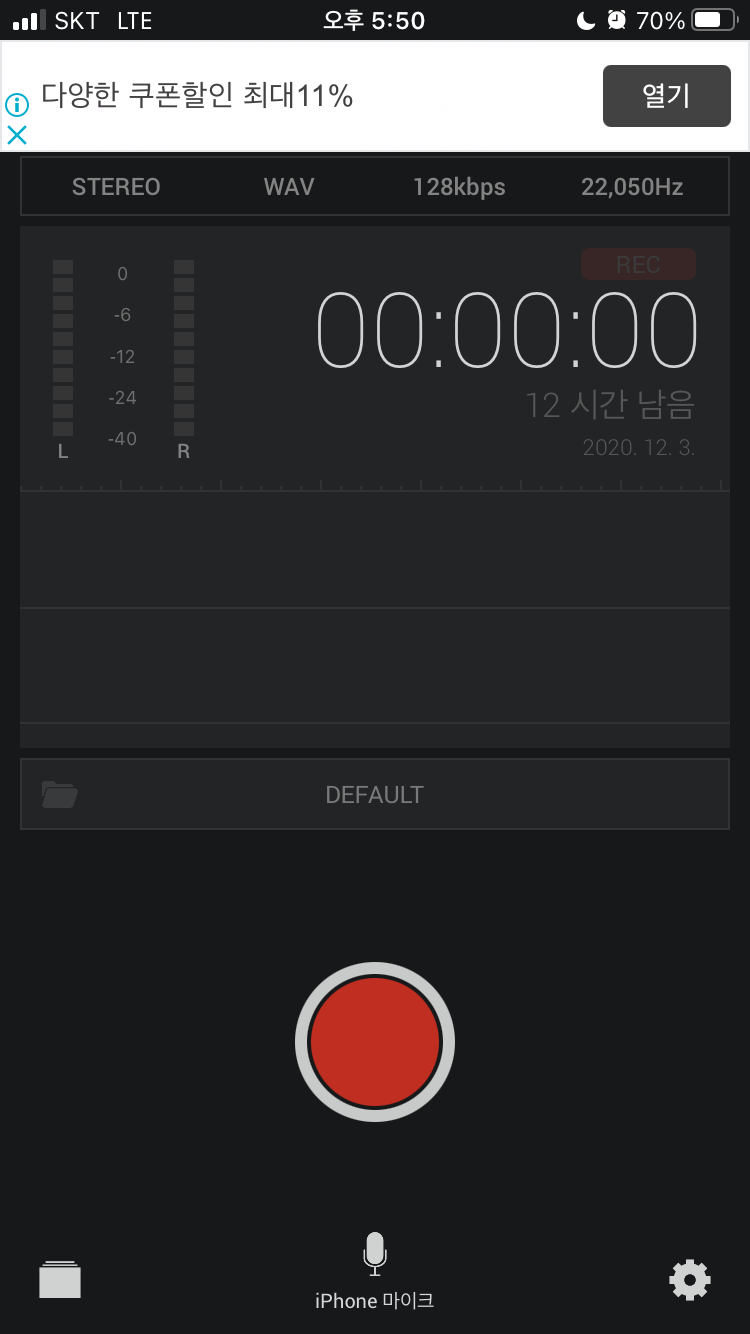 SKT LTE 오후 5:50 70%
다양한 쿠폰할인 최대11% 열기
STEREO WAV 128kbps 22,050Hz
REC
0
-6
-12
-24
-40
L R
00:00:00
12 시간 남음
2020. 12. 3.
DEFAULT
iPhone 마이크